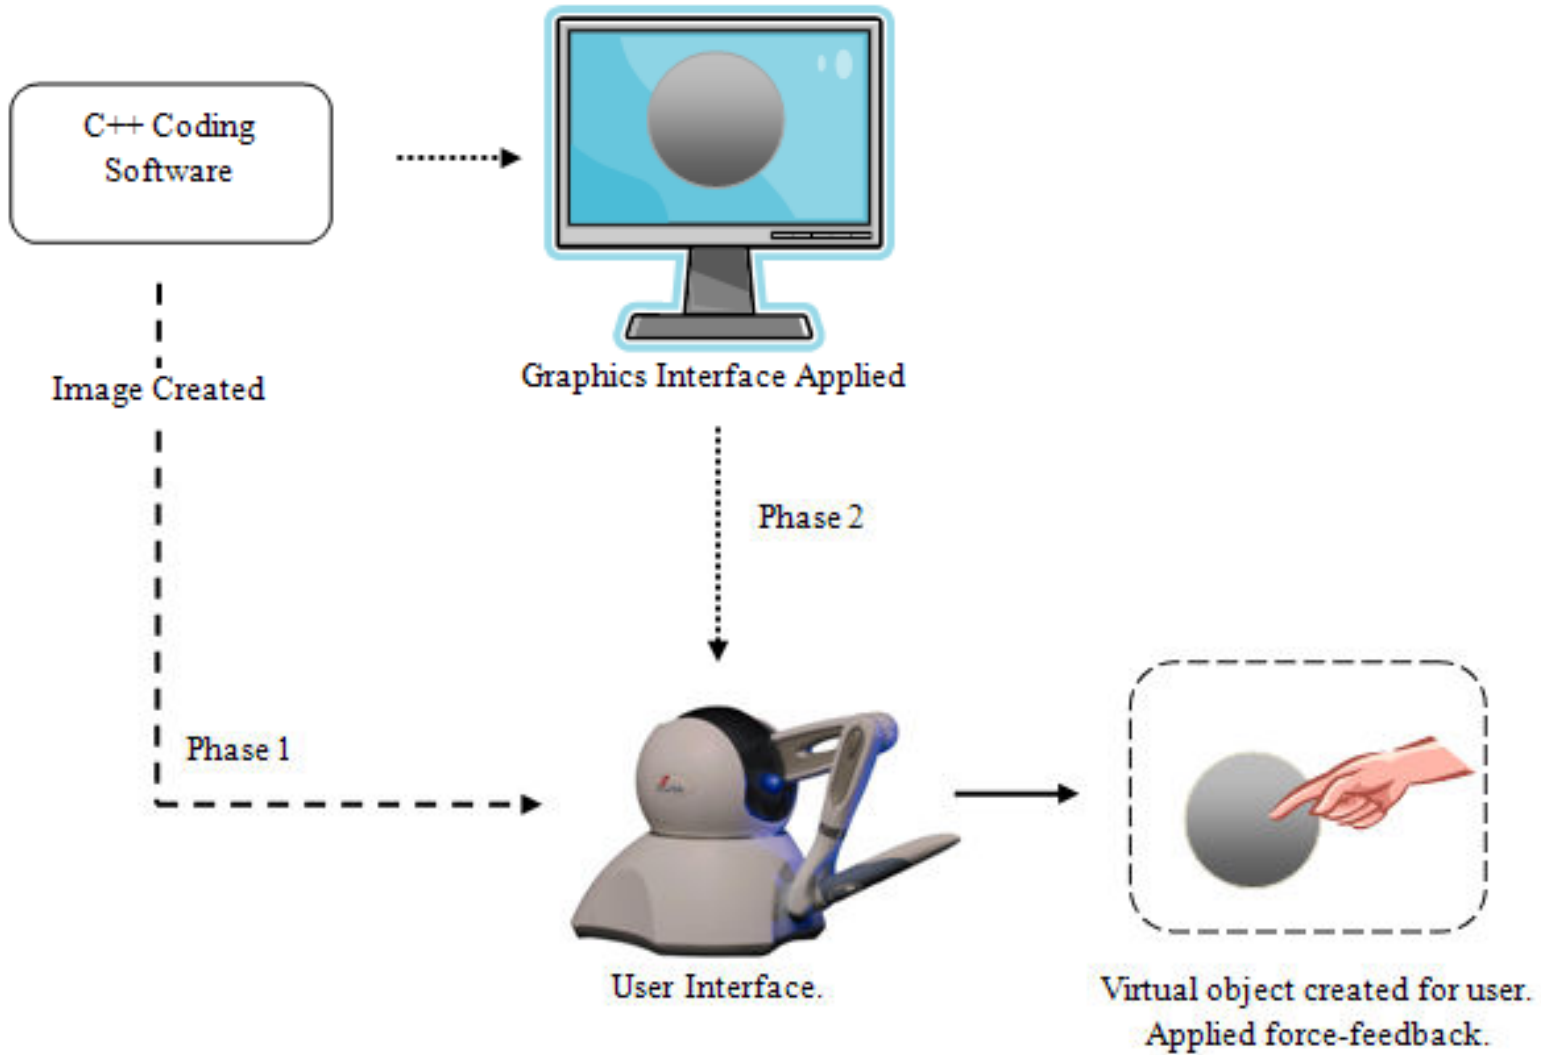 C++ Coding
Software
Image Created
Graphics Interface Applied
Phase 2
Phase 1
User Interface.
Virtual object created for user.
Applied force-feedback.